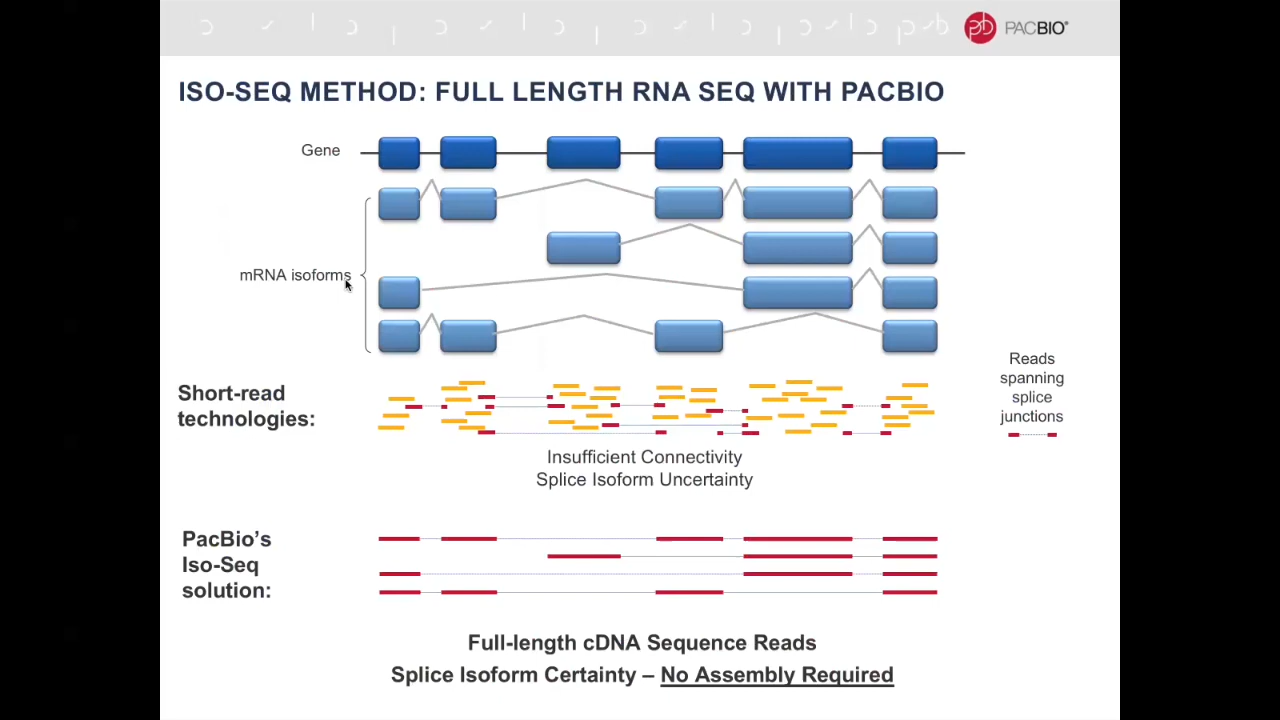 PACBIO®
ISO-SEQ METHOD: FULL LENGTH RNA SEQ WITH PACBIO
Gene
mRNA isoforms
Short-read
technologies:
Reads
spanning
splice
junctions
Insufficient Connectivity
Splice Isoform Uncertainty
PacBio’s
Iso-Seq
solution:
Full-length cDNA Sequence Reads
Splice Isoform Certainty – No Assembly Required